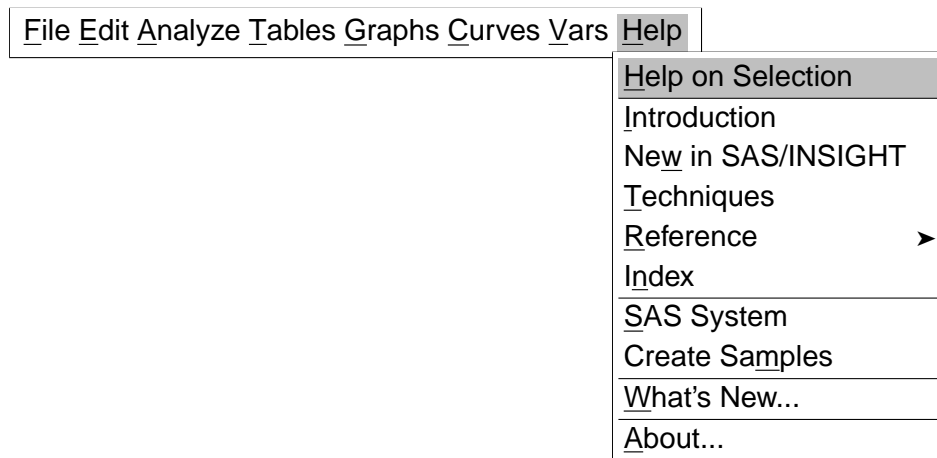 File Edit Analyze Tables Graphs Curves Vars Help
Help on Selection
Introduction
New in SAS/INSIGHT
Techniques
Reference ➤
Index
SAS System
Create Samples
What's New...
About...